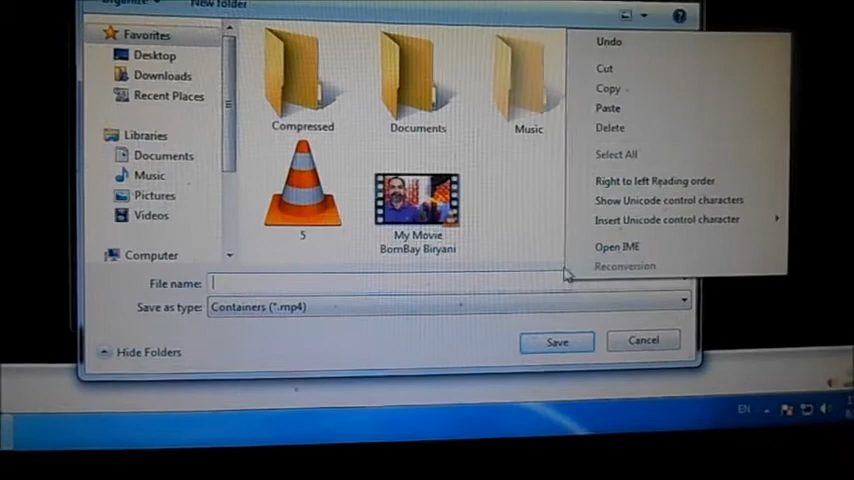 Organize
New folder
Favorites
Desktop
Downloads
Recent Places
Libraries
Documents
Music
Pictures
Videos
Computer
Compressed
Documents
Music
5
My Movie
BomBay Biryani
File name:
Save as type: Containers (*.mp4)
Hide Folders
Save
Cancel
Undo
Cut
Copy
Paste
Delete
Select All
Right to left Reading order
Show Unicode control characters
Insert Unicode control character
Open IME
Reconversion
EN